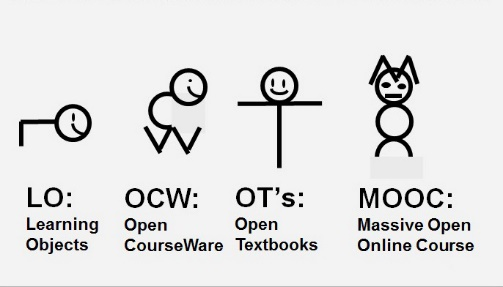 LO:
Learning
Objects
OCW:
Open
CourseWare
OT's:
Open
Textbooks
MOOC:
Massive Open
Online Course